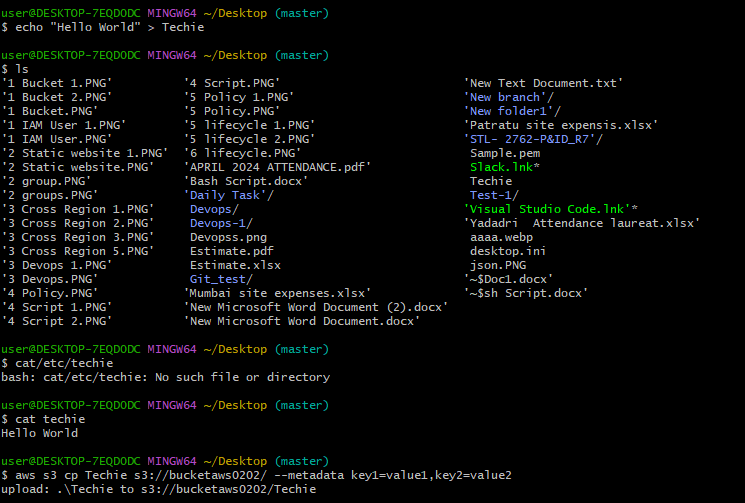 user@DESKTOP-7EQDODC MINGW64 ~/Desktop (master)
$ echo "Hello World" > Techie
user@DESKTOP-7EQDODC MINGW64 ~/Desktop (master)
$ ls
'1 Bucket 1.PNG' '4 Script.PNG' 'New Text Document.txt'
'1 Bucket 2.PNG' '5 Policy 1.PNG' 'New branch'/
'1 Bucket.PNG' '5 Policy.PNG' 'New folder1'/
'1 IAM User 1.PNG' '5 lifecycle 1.PNG' 'Patratu site expensis.xlsx'
'1 IAM User.PNG' '5 lifecycle 2.PNG' 'STL- 2762-P&ID_R7'/
'2 Static website 1.PNG' '6 lifecycle.PNG' Sample.pem
'2 Static website.PNG' 'APRIL 2024 ATTENDANCE.pdf' Slack.lnk*
'2 group.PNG' 'Bash Script.docx' Techie
'2 groups.PNG' 'Daily Task'/ Test-1/
'3 Cross Region 1.PNG' Devops/ 'Visual Studio Code.lnk'*
'3 Cross Region 2.PNG' Devops-1/ 'Yadadri  Attendance laureat.xlsx'
'3 Cross Region 3.PNG' Devopss.png aaaa.webp
'3 Cross Region 5.PNG' Estimate.pdf desktop.ini
'3 Devops 1.PNG' Estimate.xlsx json.PNG
'3 Devops.PNG' Git_test/ '~$Doc1.docx'
'4 Policy.PNG' 'Mumbai site expenses.xlsx' '~$sh Script.docx'
'4 Script 1.PNG' 'New Microsoft Word Document (2).docx'
'4 Script 2.PNG' 'New Microsoft Word Document.docx'
user@DESKTOP-7EQDODC MINGW64 ~/Desktop (master)
$ cat/etc/techie
bash: cat/etc/techie: No such file or directory
user@DESKTOP-7EQDODC MINGW64 ~/Desktop (master)
$ cat techie
Hello World
user@DESKTOP-7EQDODC MINGW64 ~/Desktop (master)
$ aws s3 cp Techie s3://bucketaws0202/ --metadata key1=value1,key2=value2
upload: .\Techie to s3://bucketaws0202/Techie